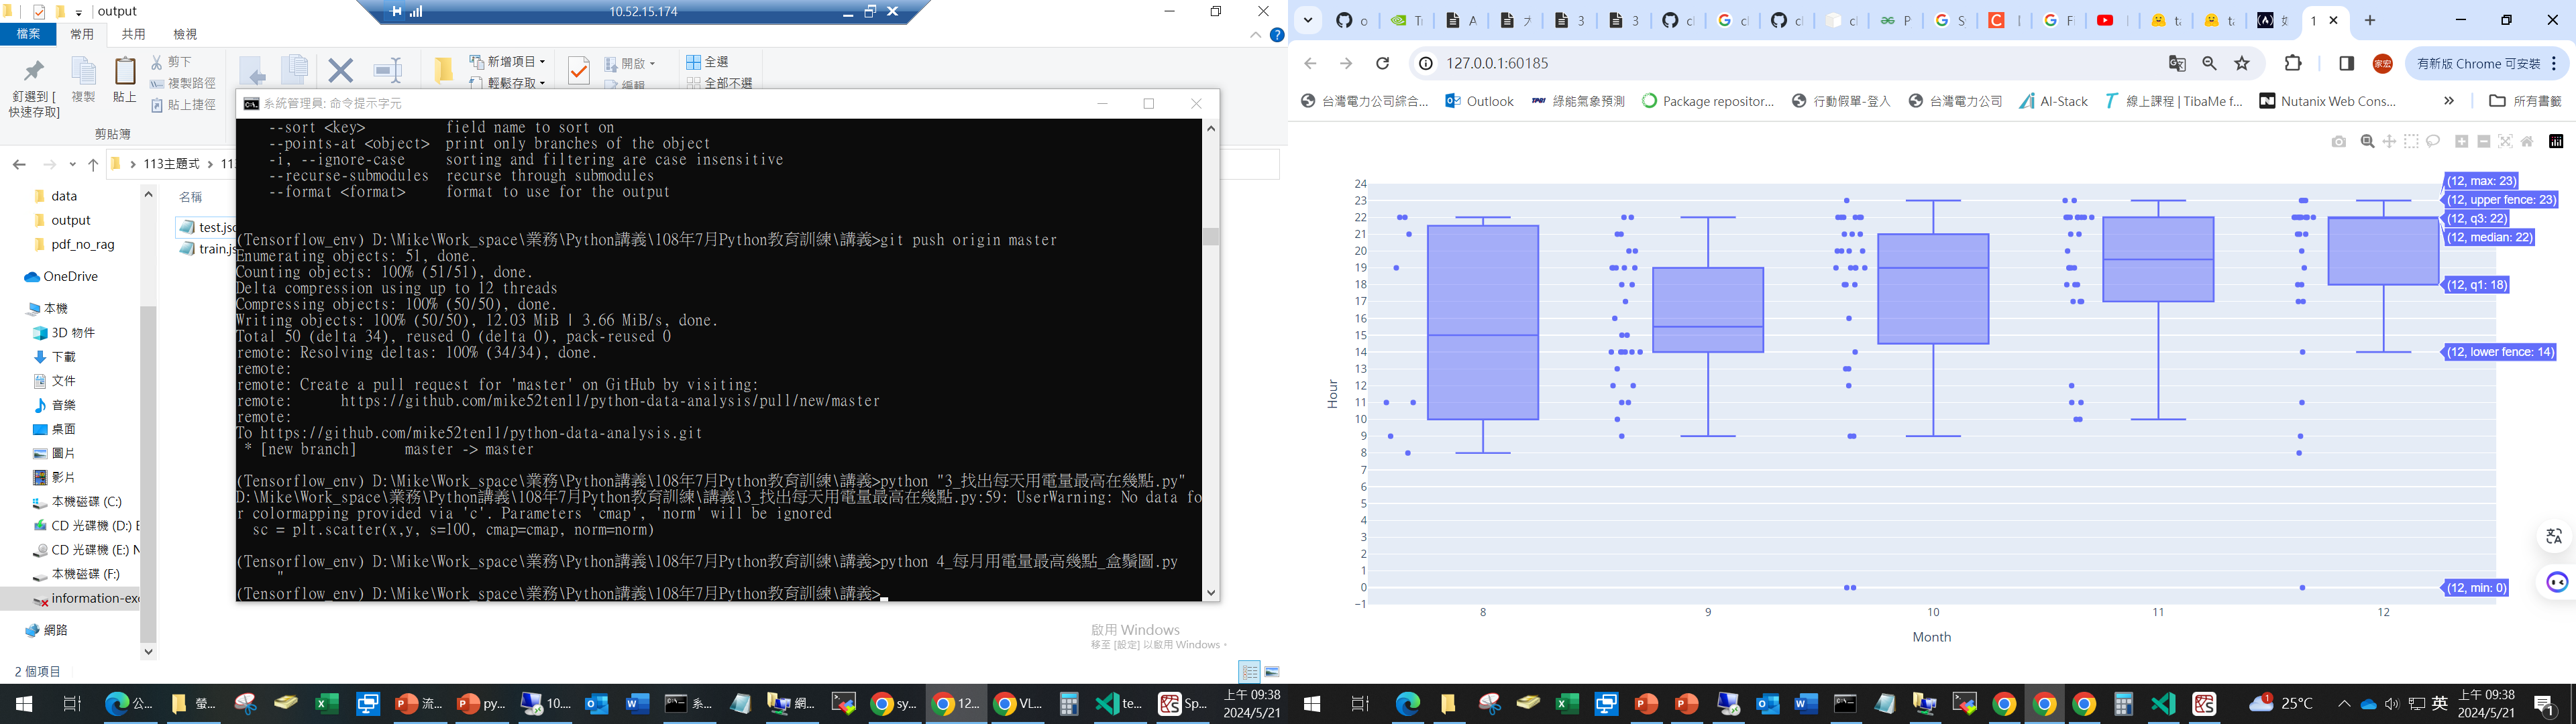 output
10.52.15.174
檔案
常用
共用
檢視
釘選到 [
快速存取]
複製
貼上
剪下
複製路徑
貼上捷徑
剪貼簿
新增項目
輕鬆存取
開啟
編輯
全選
全部不選
113主題式
名稱
data
output
pdf_no_rag
OneDrive
本機
3D 物件
下載
文件
音樂
桌面
圖片
影片
本機磁碟 (C:)
CD 光碟機 (D:) E
CD 光碟機 (E:) N
本機磁碟 (F:)
information-exc
網路
2 個項目
系統管理員: 命令提示字元
--sort <key> field name to sort on
--points-at <object> print only branches of the object
-i, --ignore-case sorting and filtering are case insensitive
--recurse-submodules recurse through submodules
--format <format> format to use for the output
(Tensorflow_env) D:\Mike\Work_space\業務\Python講義\108年7月Python教育訓練\講義>git push origin master
Enumerating objects: 51, done.
Counting objects: 100% (51/51), done.
Delta compression using up to 12 threads
Compressing objects: 100% (50/50), done.
Writing objects: 100% (50/50), 12.03 MiB | 3.66 MiB/s, done.
Total 50 (delta 34), reused 0 (delta 0), pack-reused 0
remote: Resolving deltas: 100% (34/34), done.
remote:
remote: Create a pull request for 'master' on GitHub by visiting:
remote: https://github.com/mike52ten11/python-data-analysis/pull/new/master
remote:
To https://github.com/mike52ten11/python-data-analysis.git
* [new branch] master -> master
(Tensorflow_env) D:\Mike\Work_space\業務\Python講義\108年7月Python教育訓練\講義>python "3_找出每天用電量最高在幾點.py"
D:\Mike\Work_space\業務\Python講義\108年7月Python教育訓練\講義\3_找出每天用電量最高在幾點.py:59: UserWarning: No data fo
r colormapping provided via 'c'. Parameters 'cmap', 'norm' will be ignored
sc = plt.scatter(x,y, s=100, cmap=cmap, norm=norm)
(Tensorflow_env) D:\Mike\Work_space\業務\Python講義\108年7月Python教育訓練\講義>python 4_每月用電量最高幾點_盒鬚圖.py
"
(Tensorflow_env) D:\Mike\Work_space\業務\Python講義\108年7月Python教育訓練\講義>
啟用 Windows
移至 [設定] 以啟用 Windows。
127.0.0.1:60185
家宏
有新版 Chrome 可安裝
台灣電力公司綜合...
Outlook
綠能氣象預測
Package repositor...
行動假單-登入
台灣電力公司
AI-Stack
線上課程 | TibaMe f...
Nutanix Web Cons...
所有書籤
24
23
22
21
20
19
18
17
16
15
14
13
12
11
10
9
8
7
6
5
4
3
2
1
0
−1
Hour
8
9
10
11
12
Month
(12, max: 23)
(12, upper fence: 23)
(12, q3: 22)
(12, median: 22)
(12, q1: 18)
(12, lower fence: 14)
(12, min: 0)
公...
螢...
流...
py...
10....
系...
網...
sy...
12...
VL...
te...
Sp...
上午 09:38
2024/5/21
25°C
英
上午 09:38
2024/5/21